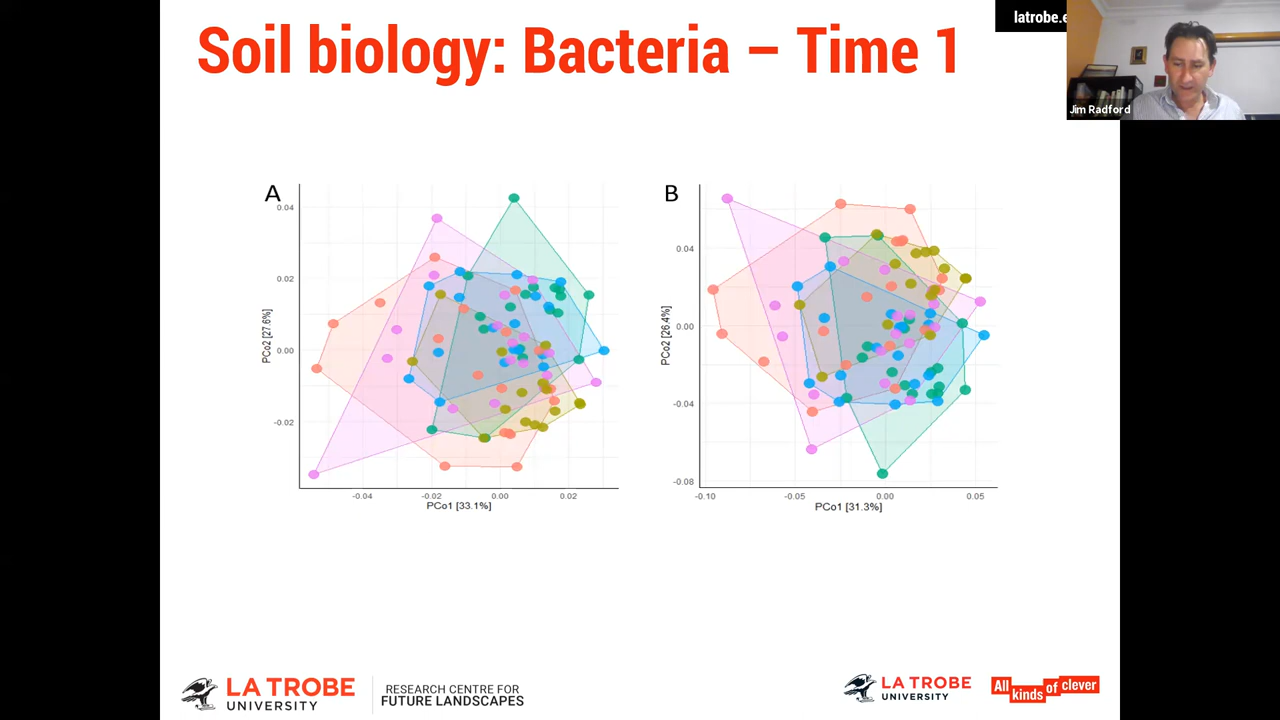 Soil biology: Bacteria – Time 1
latrobe.e
Jim Radford
A
0.04
0.02
0.00
-0.02
PCo2 [27.6%]
-0.04
-0.02
0.00
0.02
PCo1 [33.1%]
B
0.04
0.00
-0.04
-0.08
PCo2 [26.4%]
-0.10
-0.05
0.00
0.05
PCo1 [31.3%]
LA TROBE
UNIVERSITY
RESEARCH CENTRE FOR
FUTURE LANDSCAPES
LA TROBE
UNIVERSITY
All kinds of clever